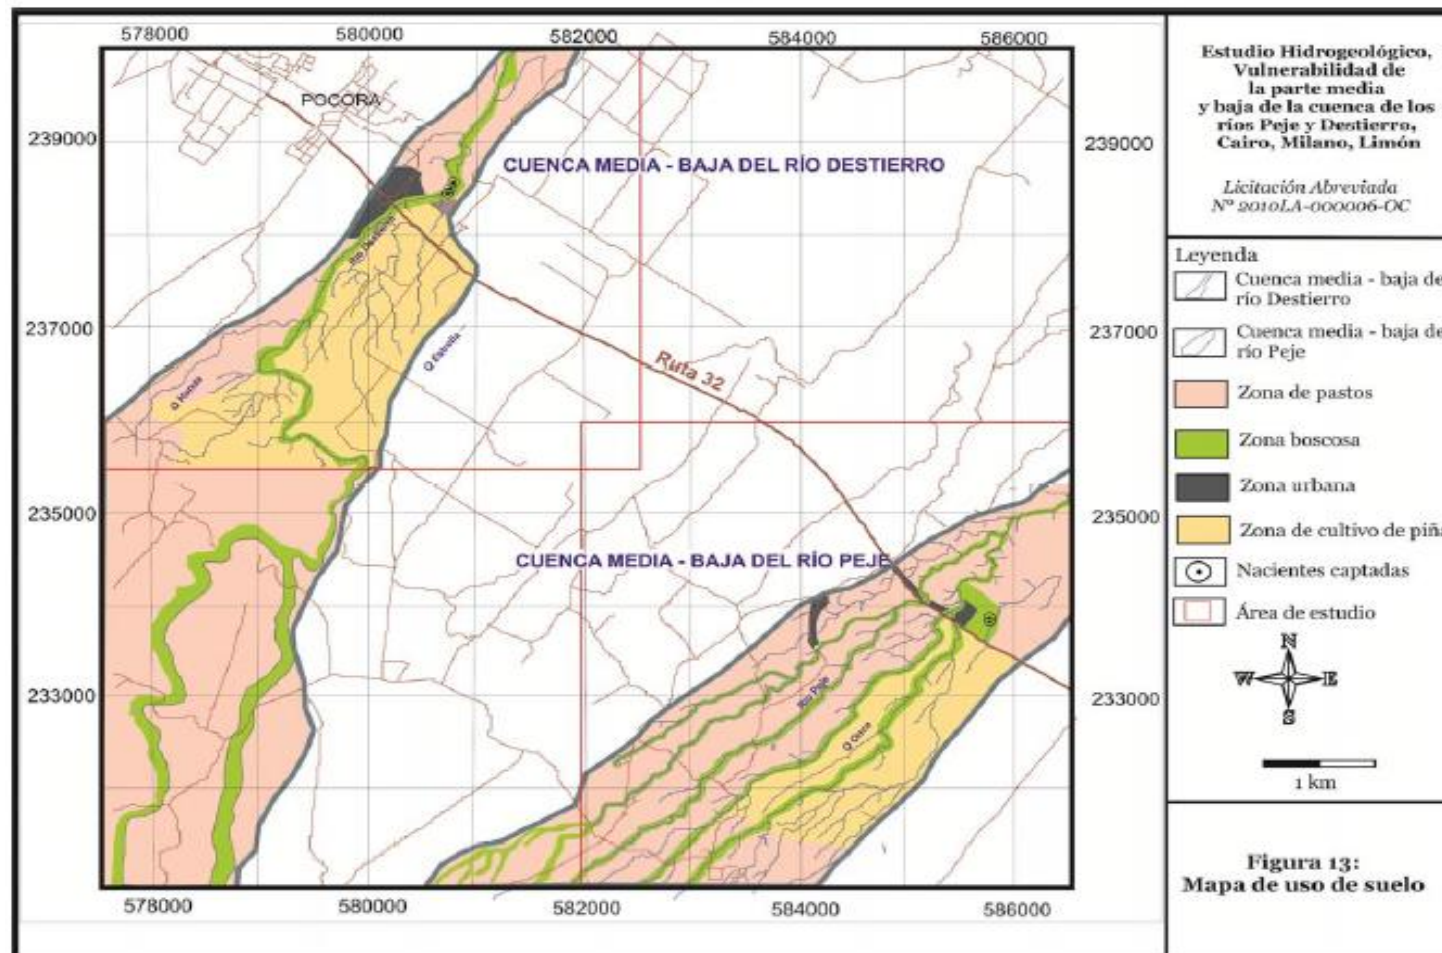 578000 580000 582000 584000 586000
POCORA
239000 239000
CUENCA MEDIA - BAJA DEL RÍO DESTIERRO
Río Destierro
237000 237000
Q Estrella
Ruta 32
235000 235000
CUENCA MEDIA - BAJA DEL RÍO PEJE
233000 233000
Río Peje
578000 580000 582000 584000 586000
Estudio Hidrogeológico,
Vulnerabilidad de
la parte media
y baja de la cuenca de los
ríos Peje y Destierro,
Cairo, Milano, Limón
Licitación Abreviada
Nº 2010LA-000006-OC
Leyenda
Cuenca media - baja de
río Destierro
Cuenca media - baja de
río Peje
Zona de pastos
Zona boscosa
Zona urbana
Zona de cultivo de piña
Nacientes captadas
Área de estudio
N
W E
S
1 km
Figura 13:
Mapa de uso de suelo